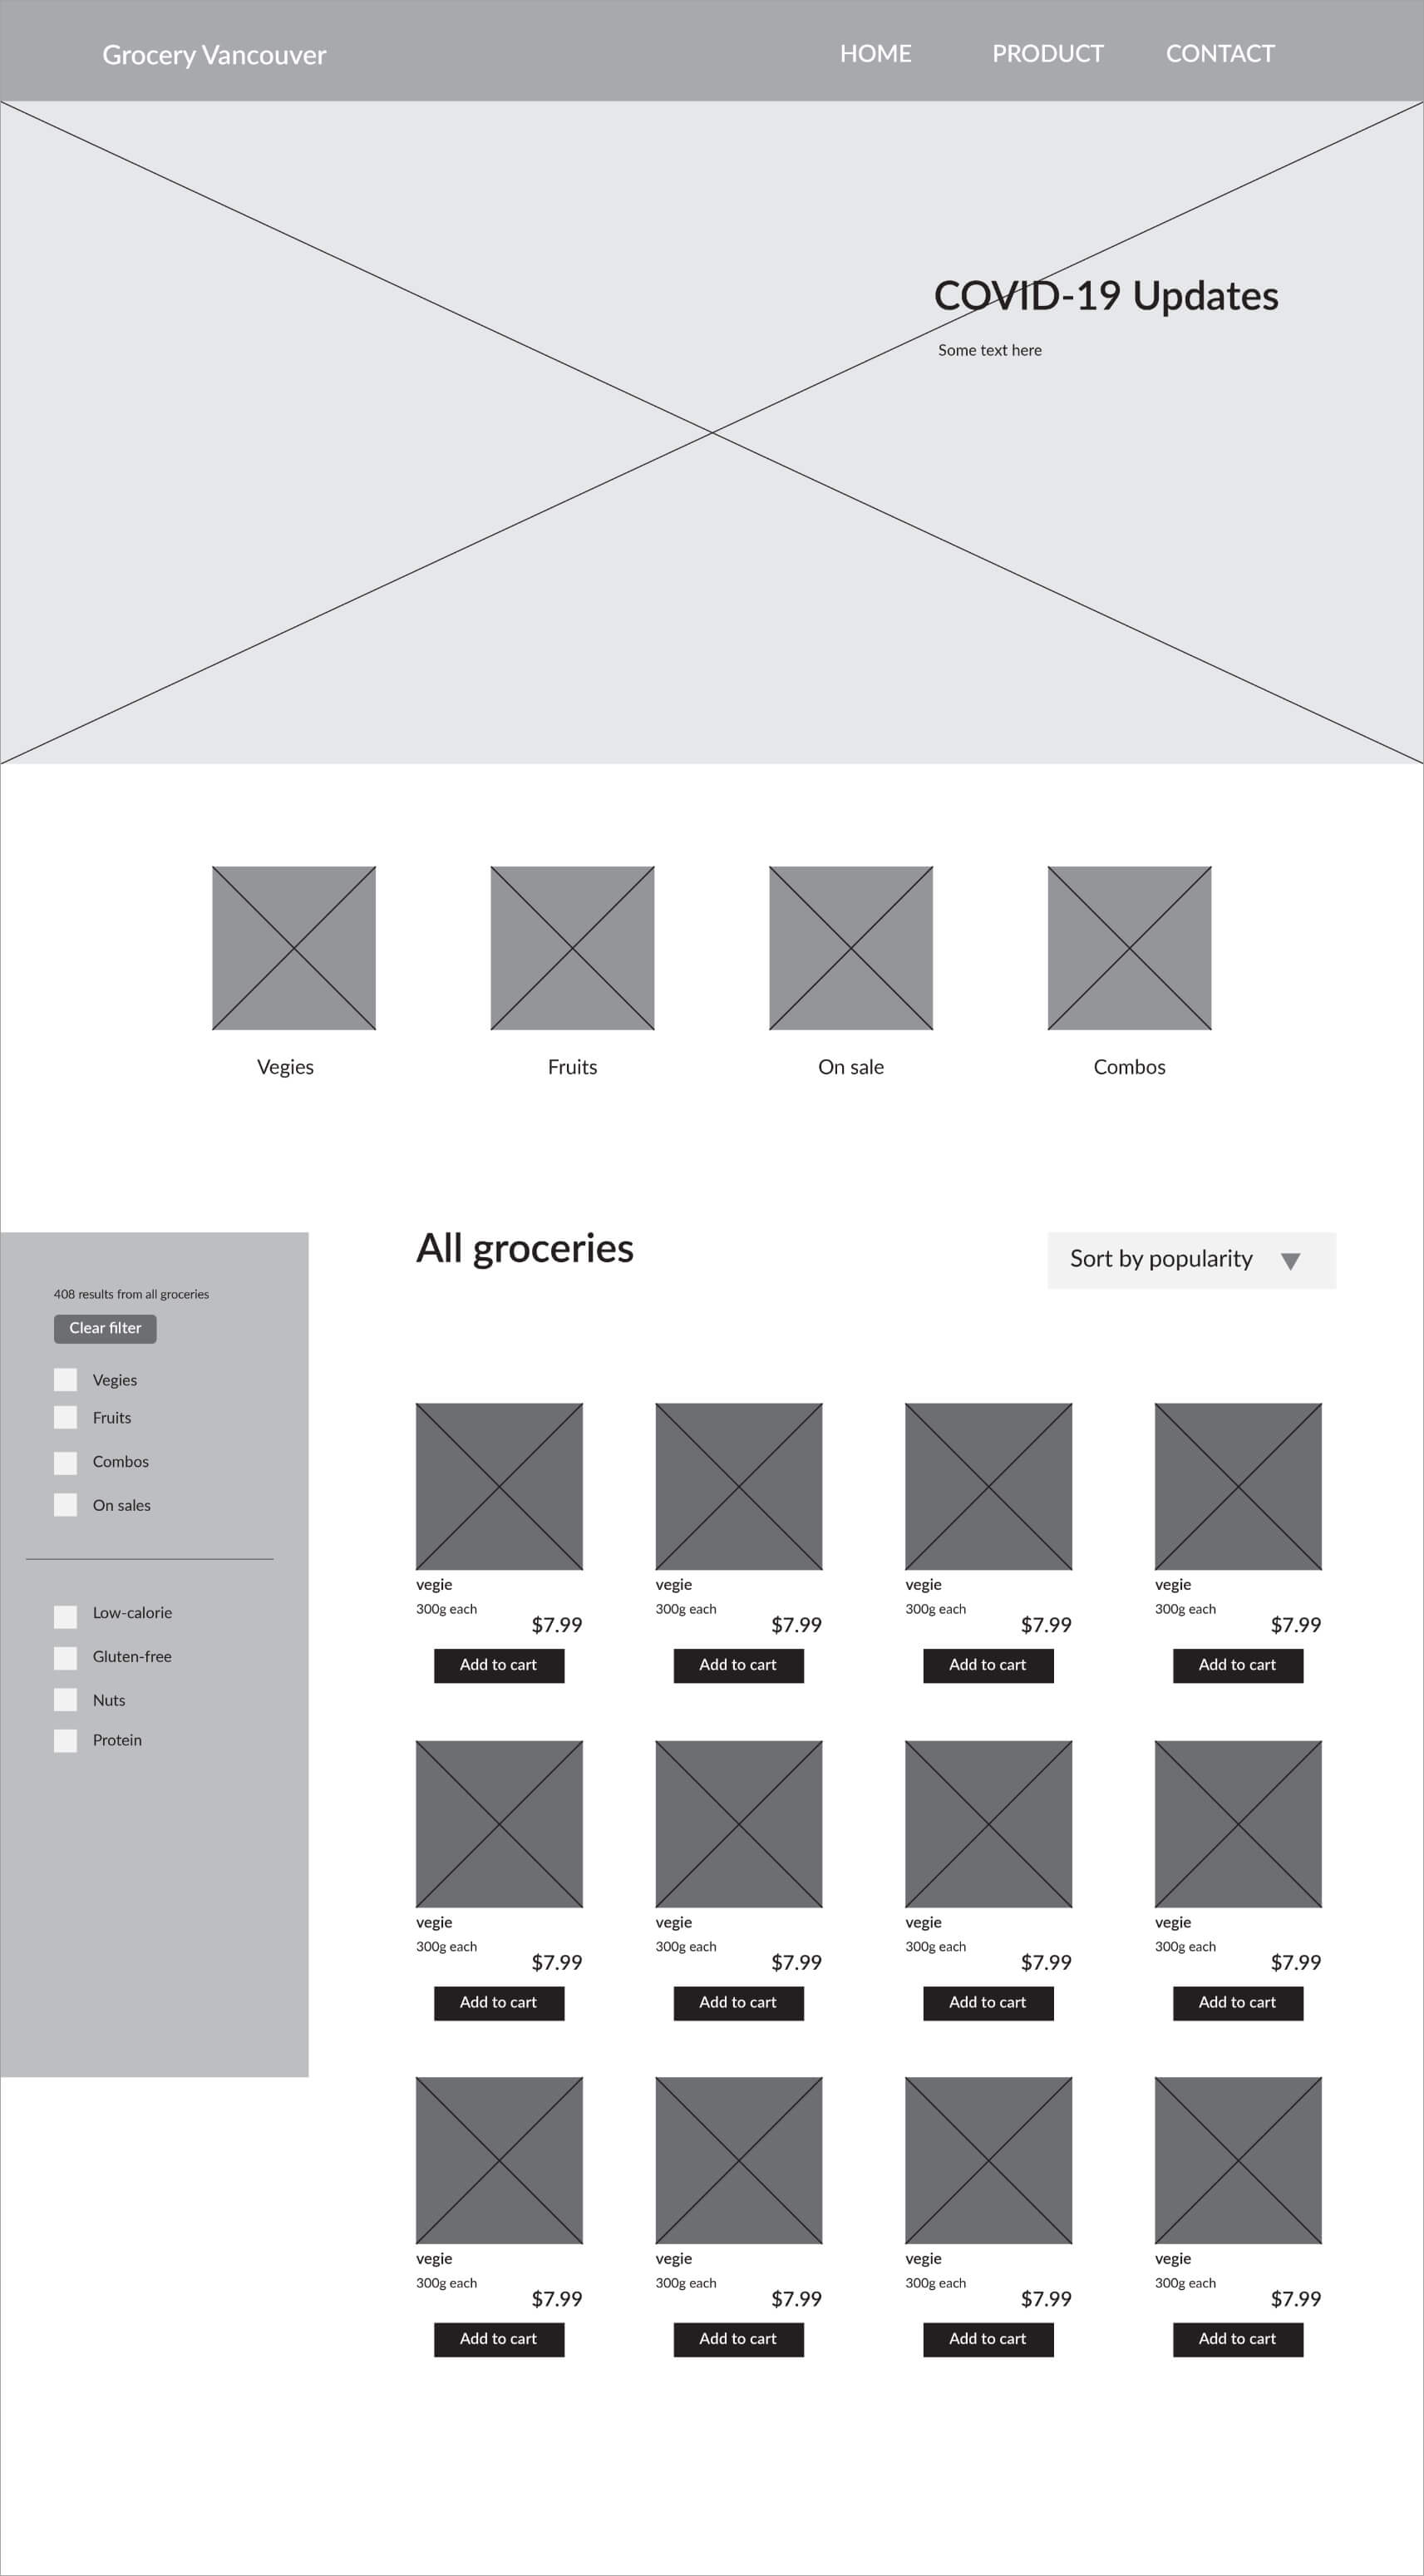 Grocery Vancouver
HOME PRODUCT CONTACT
COVID-19 Updates
Some text here
Vegies Fruits On sale Combos
408 results from all groceries
Clear filter
Vegies
Fruits
Combos
On sales
Low-calorie
Gluten-free
Nuts
Protein
All groceries
Sort by popularity
vegie vegie vegie vegie
300g each 300g each 300g each 300g each
$7.99 $7.99 $7.99 $7.99
Add to cart Add to cart Add to cart Add to cart
vegie vegie vegie vegie
300g each 300g each 300g each 300g each
$7.99 $7.99 $7.99 $7.99
Add to cart Add to cart Add to cart Add to cart
vegie vegie vegie vegie
300g each 300g each 300g each 300g each
$7.99 $7.99 $7.99 $7.99
Add to cart Add to cart Add to cart Add to cart